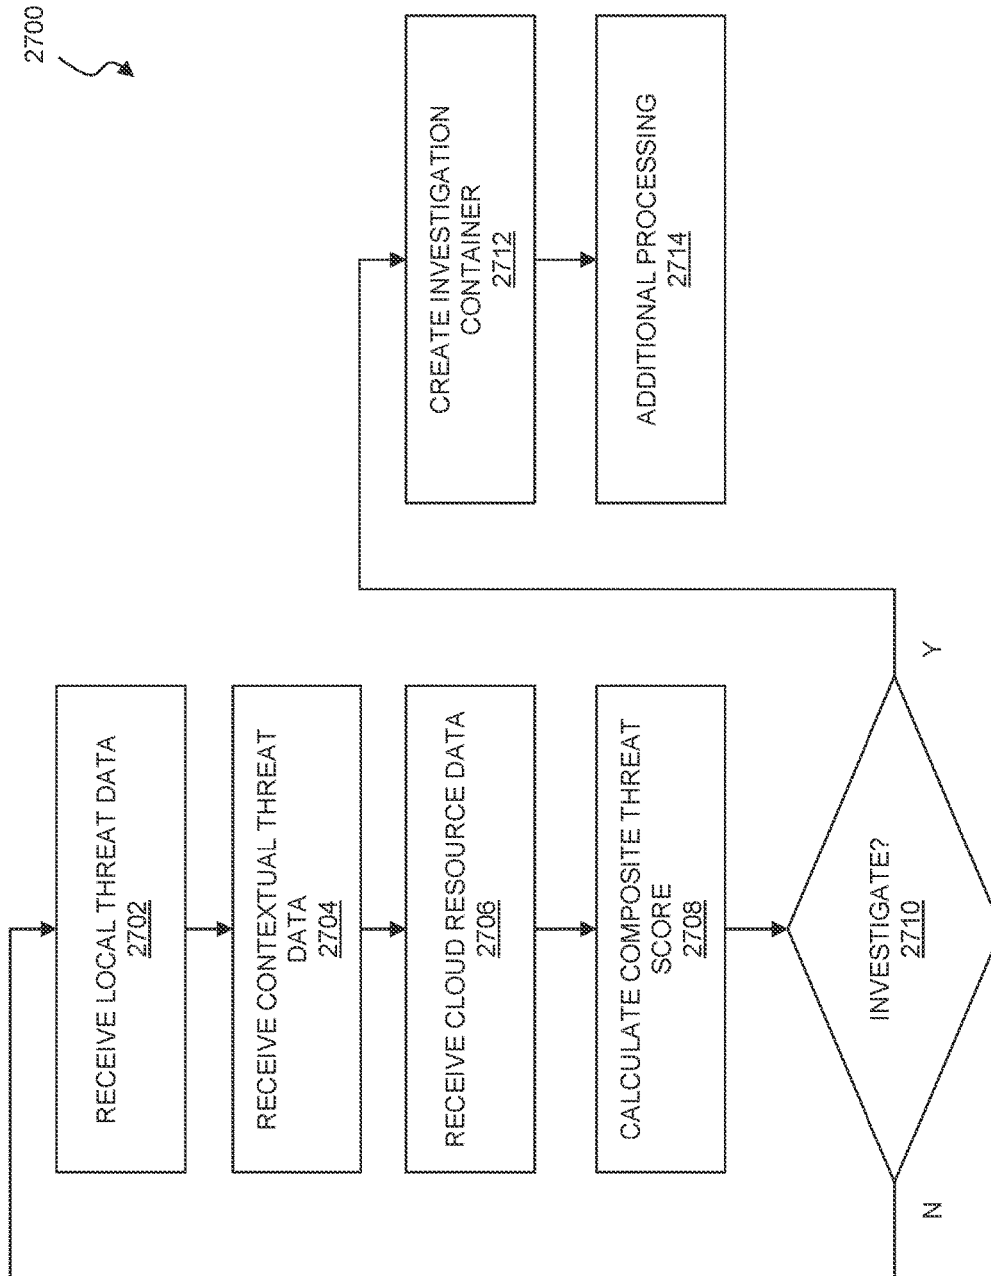 2700
RECEIVE LOCAL THREAT DATA
2702
RECEIVE CONTEXTUAL THREAT
DATA
2704
RECEIVE CLOUD RESOURCE DATA
2706
CALCULATE COMPOSITE THREAT
SCORE
2708
INVESTIGATE?
2710
N
Y
CREATE INVESTIGATION
CONTAINER
2712
ADDITIONAL PROCESSING
2714